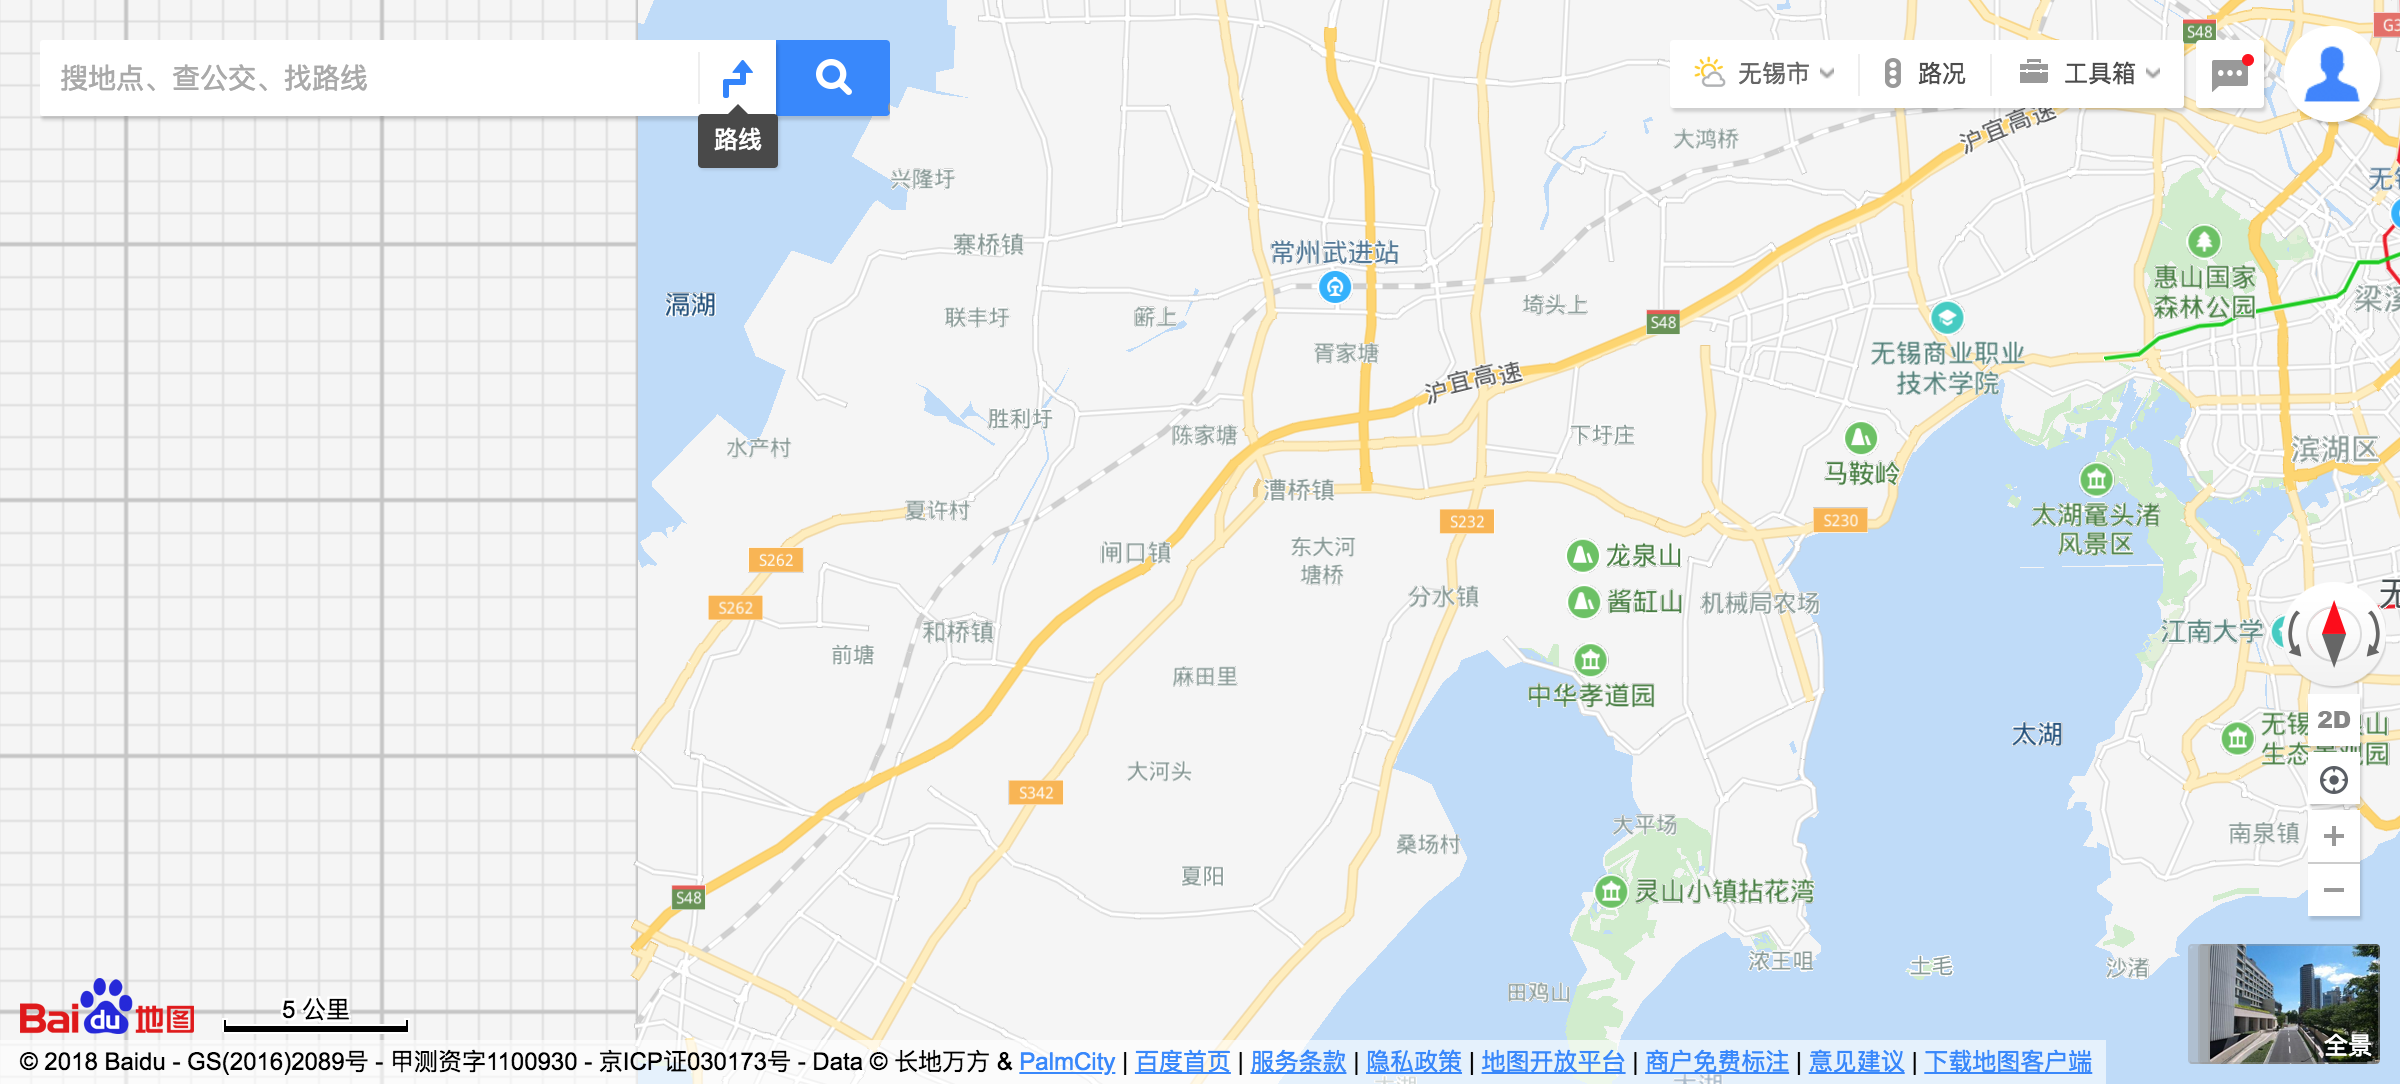 搜地点、查公交、找路线
路线
无锡市
路况
工具箱
S48
沪宜高速
大鸿桥
兴隆圩
寨桥镇
常州武进站
滆湖
联丰圩
簖上
埼头上
S48
惠山国家
森林公园
胥家塘
沪宜高速
无锡商业职业
技术学院
胜利圩
陈家塘
下圩庄
水产村
马鞍岭
滨湖区
夏许村
漕桥镇
S232
S230
太湖鼋头渚
风景区
S262
闸口镇
东大河
塘桥
龙泉山
S262
分水镇
酱缸山
机械局农场
和桥镇
前塘
江南大学
麻田里
中华孝道园
2D
太湖
生态
大河头
S342
大平场
南泉镇
桑场村
夏阳
灵山小镇拈花湾
S48
浓王咀
土毛
沙渚
田鸡山
全景
Bai du 地图
5 公里
© 2018 Baidu - GS(2016)2089号 - 甲测资字1100930 - 京ICP证030173号 - Data © 长地万方 & PalmCity | 百度首页 | 服务条款 | 隐私政策 | 地图开放平台 | 商户免费标注 | 意见建议 | 下载地图客户端